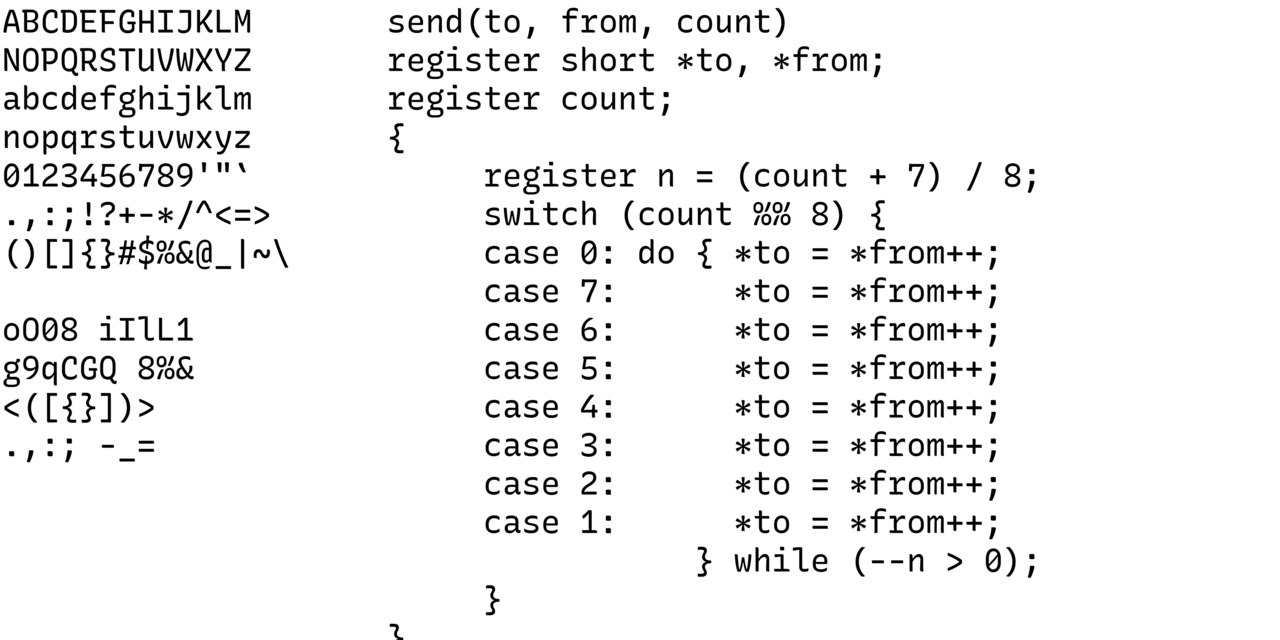 ABCDEFGHIJKLM
NOPQRSTUVWXYZ
abcdefghijklm
nopqrstuvwxyz
0123456789'"`
.,:;!?+-*/^<=>
()[]{}#$%&@_|~\
oO08 iIlL1
g9qCGQ 8%&
<([{}])>
.,:; -_=
send(to, from, count)
register short *to, *from;
register count;
{
     register n = (count + 7) / 8;
     switch (count %% 8) {
     case 0: do { *to = *from++;
     case 7:      *to = *from++;
     case 6:      *to = *from++;
     case 5:      *to = *from++;
     case 4:      *to = *from++;
     case 3:      *to = *from++;
     case 2:      *to = *from++;
     case 1:      *to = *from++;
                } while (--n > 0);
     }
}